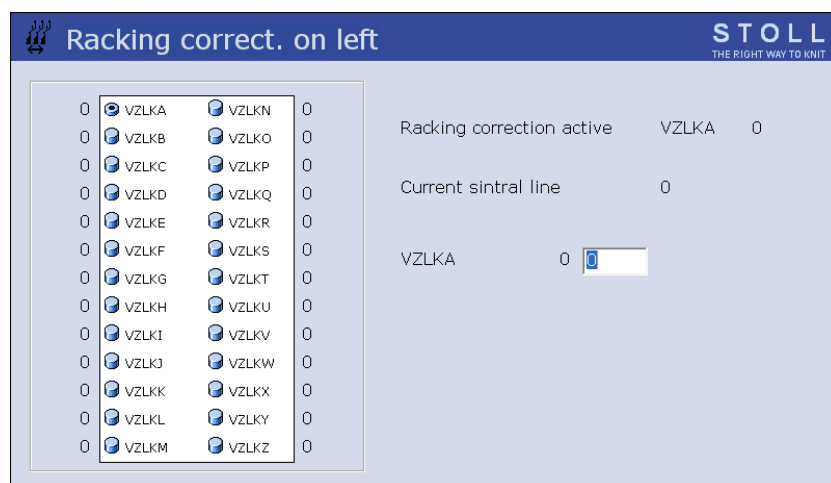 Racking correct. on left
STOLL
THE RIGHT WAY TO KNIT
0 VZLKA VZLKN 0
0 VZLKB VZLKO 0
0 VZLKC VZLKP 0
0 VZLKD VZLKQ 0
0 VZLKE VZLKR 0
0 VZLKF VZLKS 0
0 VZLKG VZLKT 0
0 VZLKH VZLKU 0
0 VZLKI VZLKV 0
0 VZLKJ VZLKW 0
0 VZLKK VZLKX 0
0 VZLKL VZLKY 0
0 VZLKM VZLKZ 0
Racking correction active VZLKA 0
Current sintral line 0
VZLKA 0 0